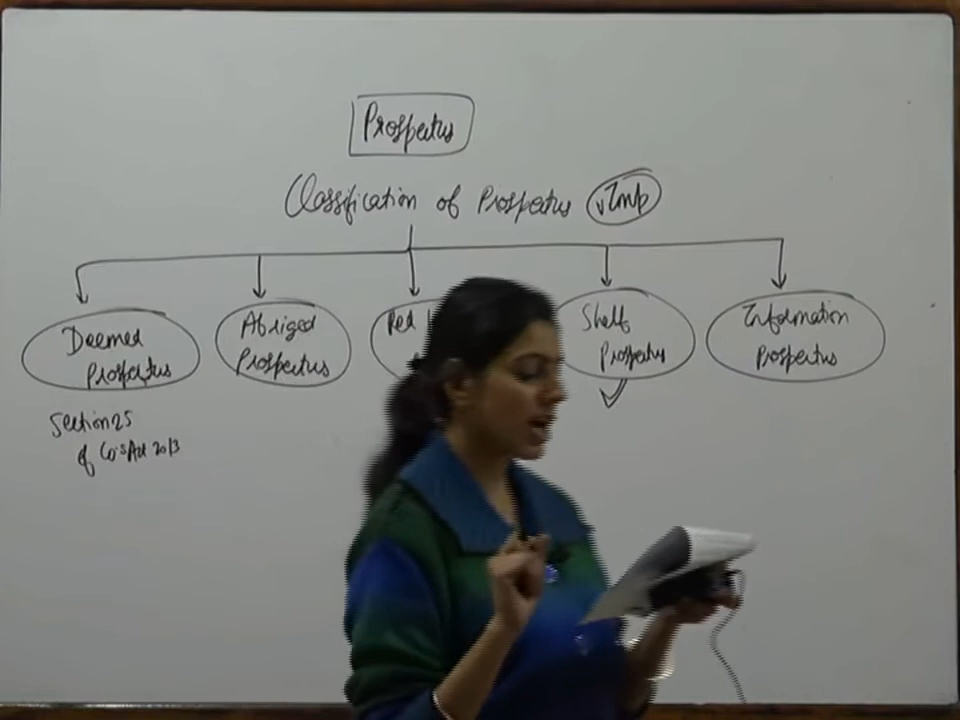 Prospectus
Classification of Prospectus vImp
Deemed
Prospectus
Abriged
Prospectus
Red
Shelf
Prospectus
Information
Prospectus
Section 25
of Co's Act 2013